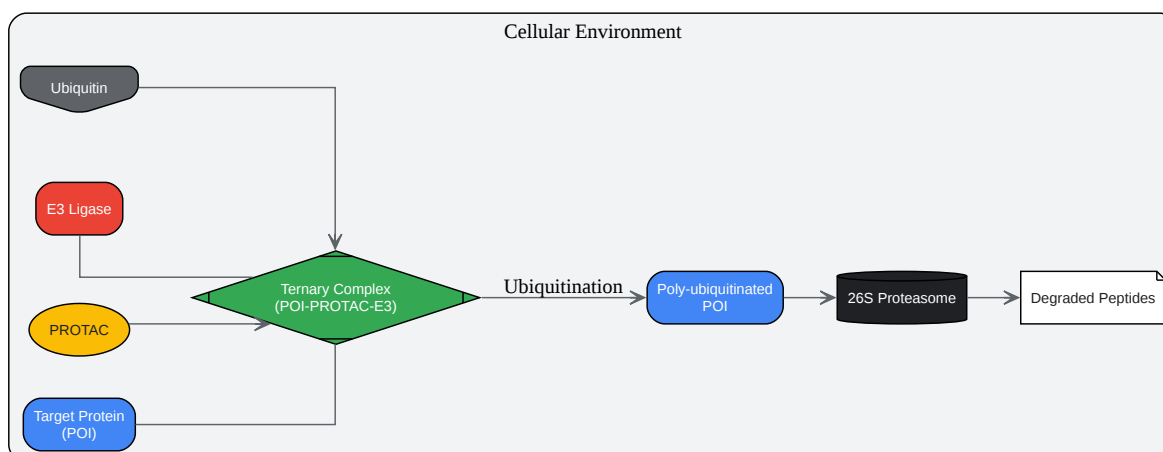 Cellular Environment
Ubiquitin
E3 Ligase
Ternary Complex
(POI-PROTAC-E3)
Ubiquitination
Poly-ubiquitinated
POI
26S Proteasome
Degraded Peptides
PROTAC
Target Protein
(POI)